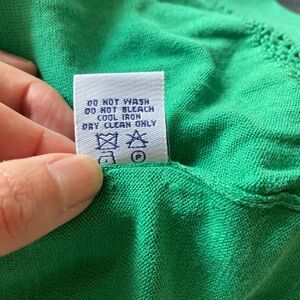 DO NOT WASH
DO NOT BLEACH
COOL IRON
DRY CLEAN ONLY
P